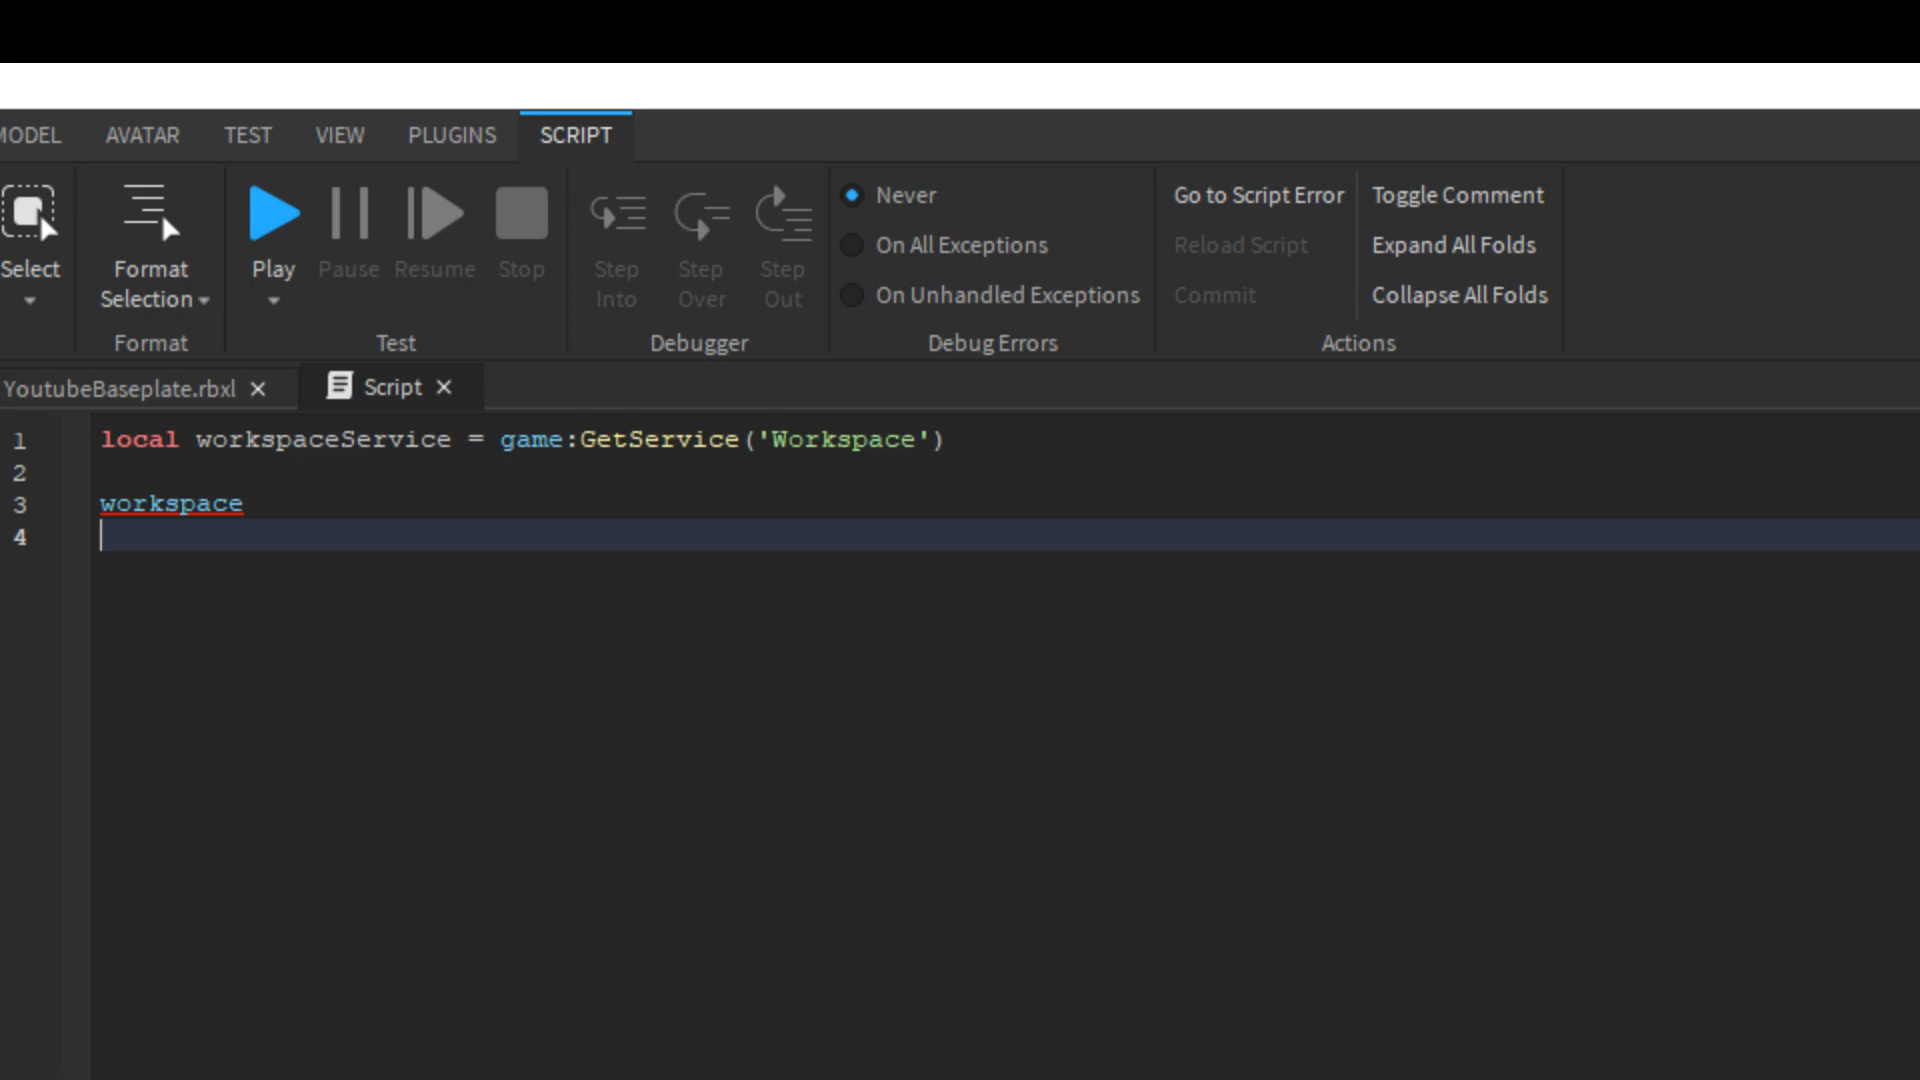 MODEL AVATAR TEST VIEW PLUGINS SCRIPT
Select
Format
Selection
Format
Play Pause Resume Stop
Test
Step
Into
Step
Over
Step
Out
Debugger
Never
On All Exceptions
On Unhandled Exceptions
Debug Errors
Go to Script Error
Reload Script
Commit
Toggle Comment
Expand All Folds
Collapse All Folds
Actions
YoutubeBaseplate.rbxl Script
1 local workspaceService = game:GetService('Workspace')
2
3 workspace
4